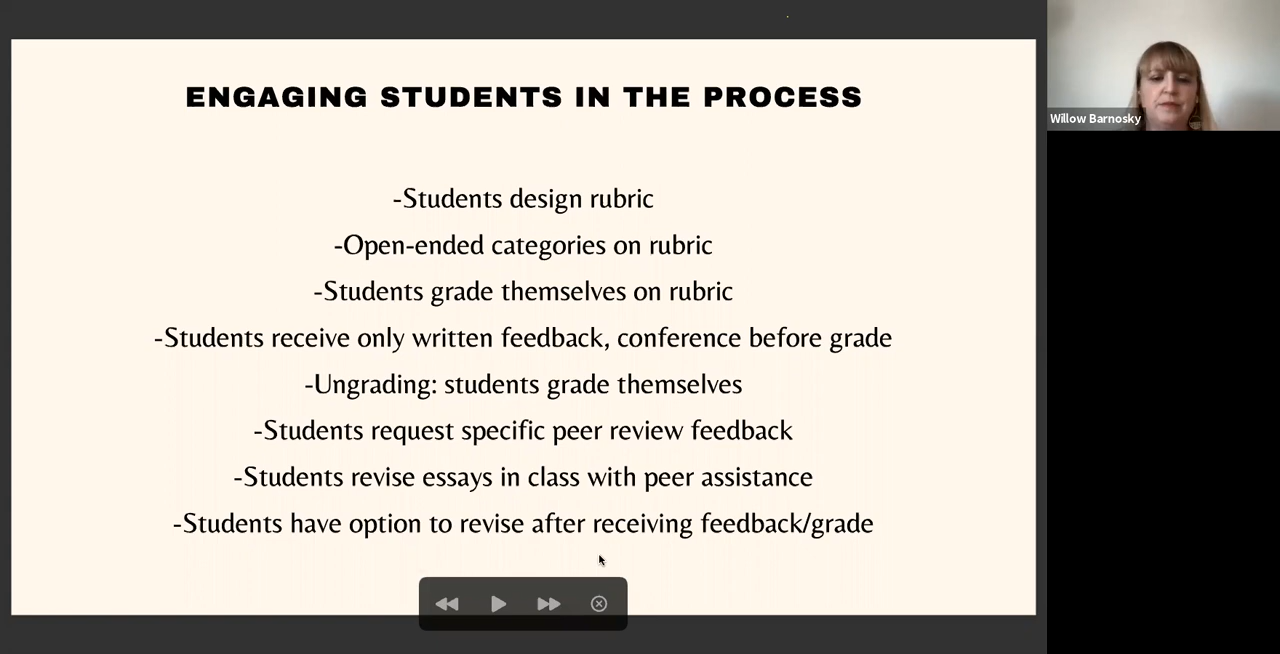 ENGAGING STUDENTS IN THE PROCESS
-Students design rubric
-Open-ended categories on rubric
-Students grade themselves on rubric
-Students receive only written feedback, conference before grade
-Ungrading: students grade themselves
-Students request specific peer review feedback
-Students revise essays in class with peer assistance
-Students have option to revise after receiving feedback/grade
Willow Barnosky